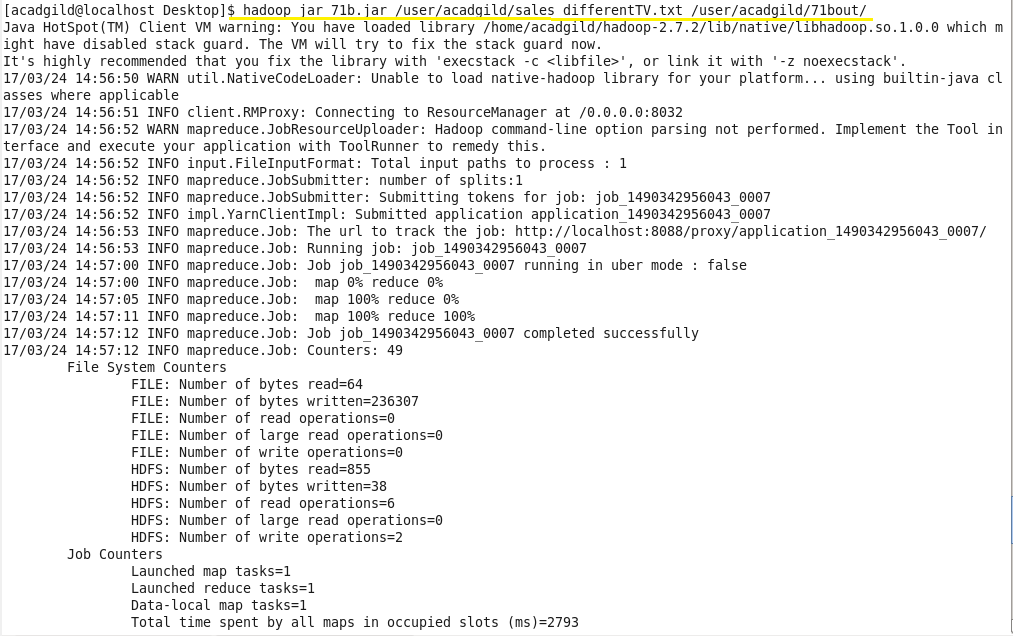 [acadgild@localhost Desktop]$ hadoop jar 71b.jar /user/acadgild/sales differentTV.txt /user/acadgild/71bout/
Java HotSpot(TM) Client VM warning: You have loaded library /home/acadgild/hadoop-2.7.2/lib/native/libhadoop.so.1.0.0 which m
ight have disabled stack guard. The VM will try to fix the stack guard now.
It's highly recommended that you fix the library with 'execstack -c <libfile>', or link it with '-z noexecstack'.
17/03/24 14:56:50 WARN util.NativeCodeLoader: Unable to load native-hadoop library for your platform... using builtin-java cl
asses where applicable
17/03/24 14:56:51 INFO client.RMProxy: Connecting to ResourceManager at /0.0.0.0:8032
17/03/24 14:56:52 WARN mapreduce.JobResourceUploader: Hadoop command-line option parsing not performed. Implement the Tool in
terface and execute your application with ToolRunner to remedy this.
17/03/24 14:56:52 INFO input.FileInputFormat: Total input paths to process : 1
17/03/24 14:56:52 INFO mapreduce.JobSubmitter: number of splits:1
17/03/24 14:56:52 INFO mapreduce.JobSubmitter: Submitting tokens for job: job_1490342956043_0007
17/03/24 14:56:52 INFO impl.YarnClientImpl: Submitted application application_1490342956043_0007
17/03/24 14:56:53 INFO mapreduce.Job: The url to track the job: http://localhost:8088/proxy/application_1490342956043_0007/
17/03/24 14:56:53 INFO mapreduce.Job: Running job: job_1490342956043_0007
17/03/24 14:57:00 INFO mapreduce.Job: Job job_1490342956043_0007 running in uber mode : false
17/03/24 14:57:00 INFO mapreduce.Job:  map 0% reduce 0%
17/03/24 14:57:05 INFO mapreduce.Job:  map 100% reduce 0%
17/03/24 14:57:11 INFO mapreduce.Job:  map 100% reduce 100%
17/03/24 14:57:12 INFO mapreduce.Job: Job job_1490342956043_0007 completed successfully
17/03/24 14:57:12 INFO mapreduce.Job: Counters: 49
File System Counters
FILE: Number of bytes read=64
FILE: Number of bytes written=236307
FILE: Number of read operations=0
FILE: Number of large read operations=0
FILE: Number of write operations=0
HDFS: Number of bytes read=855
HDFS: Number of bytes written=38
HDFS: Number of read operations=6
HDFS: Number of large read operations=0
HDFS: Number of write operations=2
Job Counters
Launched map tasks=1
Launched reduce tasks=1
Data-local map tasks=1
Total time spent by all maps in occupied slots (ms)=2793